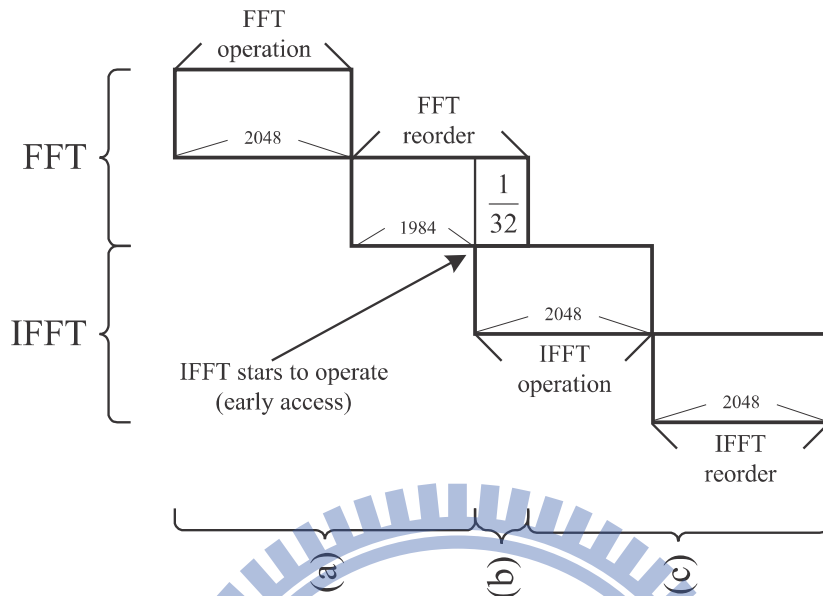 FFT
operation
FFT
reorder
2048
FFT
1
32
1984
IFFT
2048
IFFT stars to operate
(early access)
IFFT
operation
2048
IFFT
reorder
(a)
(b)
(c)